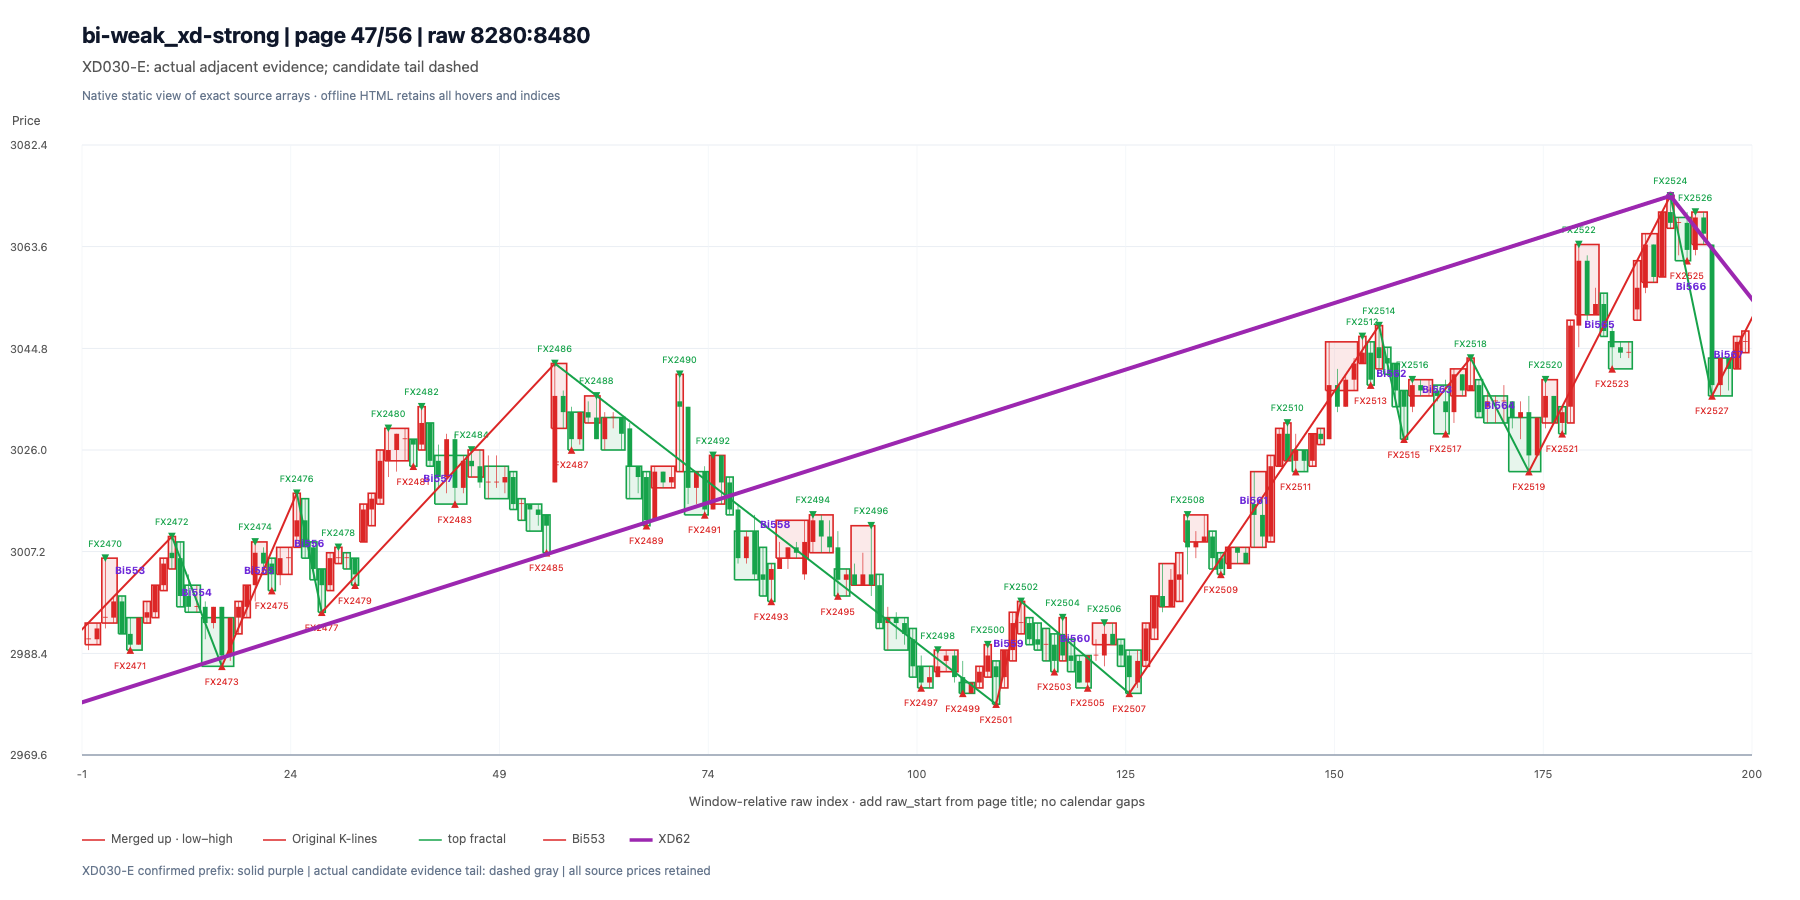 bi-weak_xd-strong | page 47/56 | raw 8280:8480
XD030-E: actual adjacent evidence; candidate tail dashed
Native static view of exact source arrays · offline HTML retains all hovers and indices
Price
3082.4
FX2524
FX2526
FX2522
3063.6
FX2525
Bi566
FX2514
FX2512
Bi565
3044.8
FX2486
FX2518
Bi567
FX2490
Bi562
FX2516
FX2520
FX2488
FX2523
FX2482
Bi563
FX2513
Bi564
FX2527
FX2480
FX2510
FX2484
FX2492
3026.0
FX2487
FX2515
FX2517
FX2521
FX2476
FX2481
Bi557
FX2511
FX2519
FX2494
FX2508
Bi561
FX2472
FX2474
FX2478
FX2483
FX2496
Bi558
FX2470
Bi556
FX2491
FX2489
3007.2
Bi553
Bi555
FX2485
Bi554
FX2475
FX2479
FX2493
FX2495
FX2502
FX2509
FX2477
FX2504
FX2506
FX2498
FX2500
Bi559
Bi560
2988.4
FX2471
FX2473
FX2497
FX2499
FX2501
FX2503
FX2505
FX2507
2969.6
-1 24 49 74 100 125 150 175 200
Window-relative raw index · add raw_start from page title; no calendar gaps
Merged up · low–high Original K-lines top fractal Bi553 XD62
XD030-E confirmed prefix: solid purple | actual candidate evidence tail: dashed gray | all source prices retained